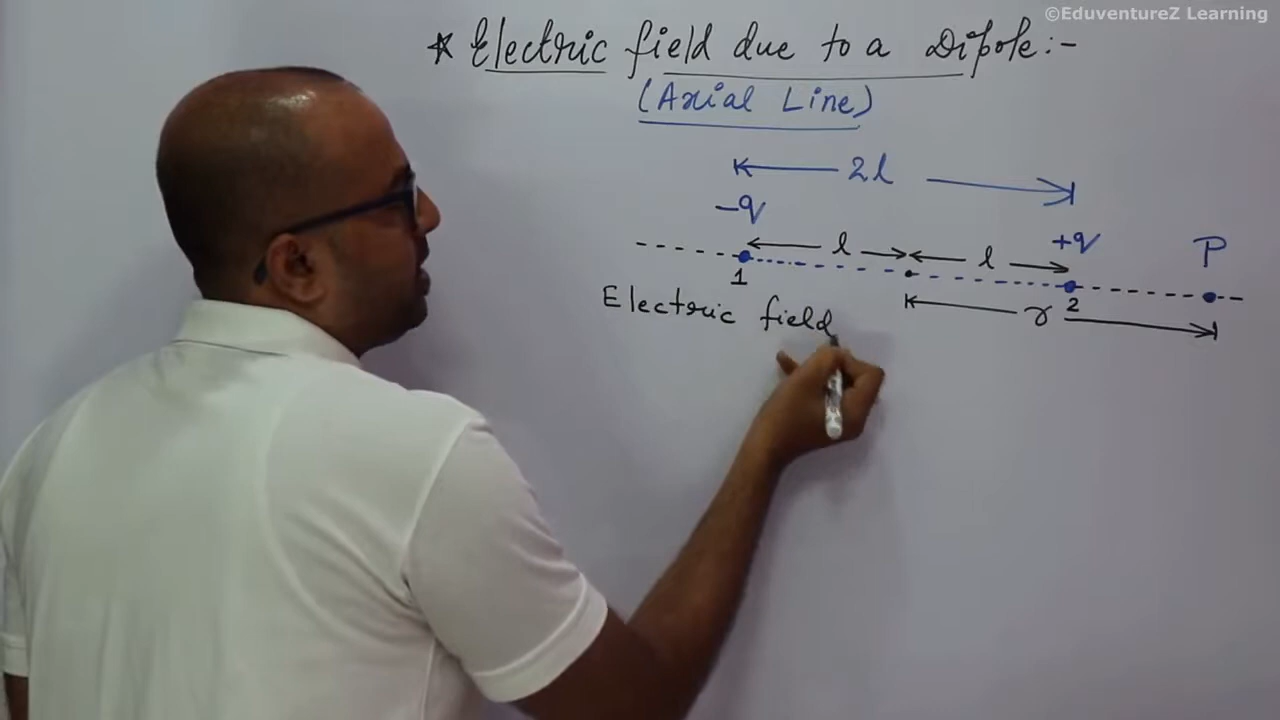 ©EduventureZ Learning
* Electric field due to a Dipole:-
(Axial Line)
2l
-q
l
l
+q
P
1
2
Electric field
r